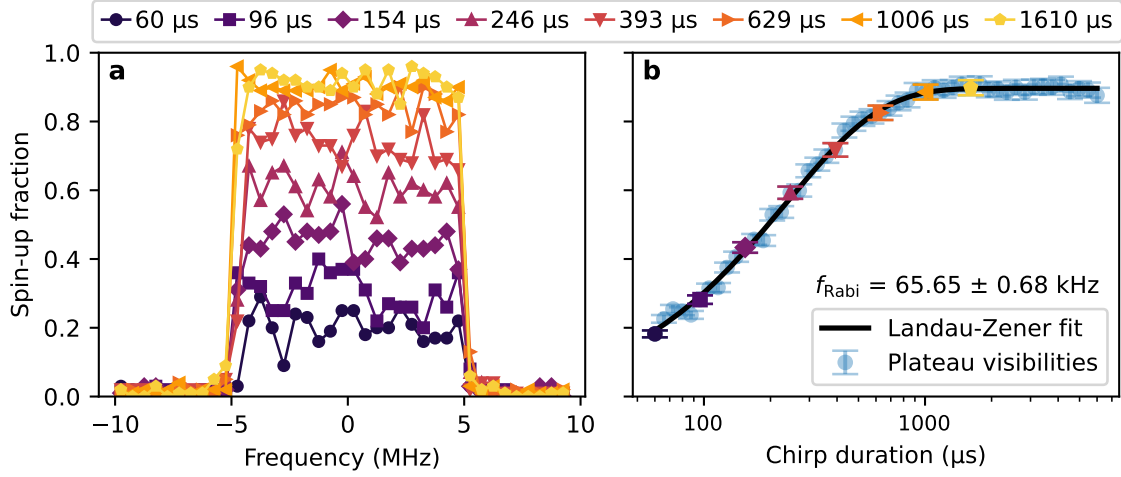 60 μs 96 μs 154 μs 246 μs 393 μs 629 μs 1006 μs 1610 μs
a
b
Spin-up fraction
1.0
0.8
0.6
0.4
0.2
0.0
−10 −5 0 5 10
Frequency (MHz)
f_Rabi = 65.65 ± 0.68 kHz
Landau-Zener fit
Plateau visibilities
100 1000
Chirp duration (μs)